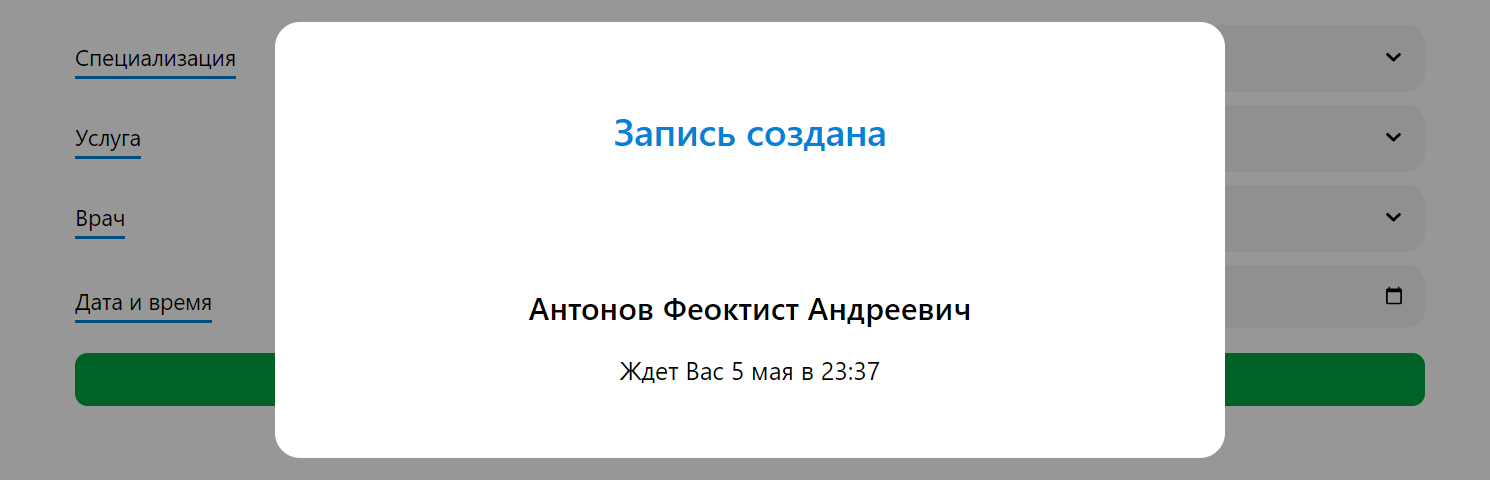 Специализация
Запись создана
Услуга
Врач
Дата и время
Антонов Феоктист Андреевич
Ждет Вас 5 мая в 23:37